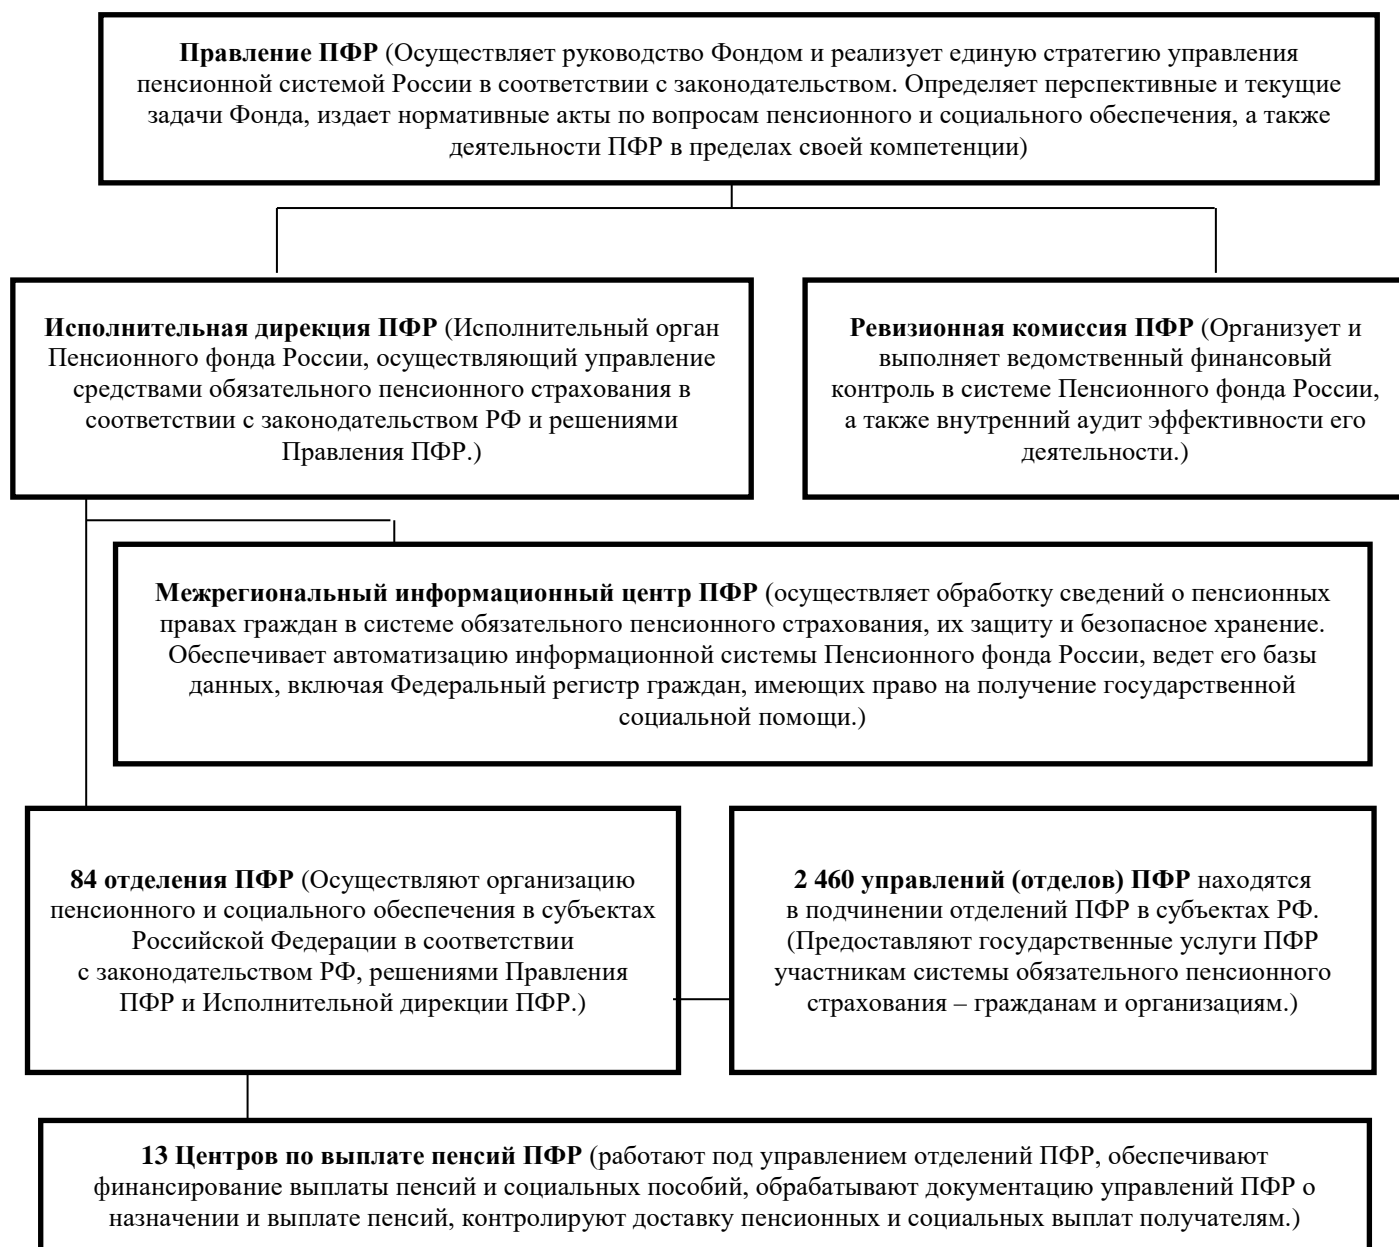 Правление ПФР (Осуществляет руководство Фондом и реализует единую стратегию управления
пенсионной системой России в соответствии с законодательством. Определяет перспективные и текущие
задачи Фонда, издает нормативные акты по вопросам пенсионного и социального обеспечения, а также
деятельности ПФР в пределах своей компетенции)
Исполнительная дирекция ПФР (Исполнительный орган
Пенсионного фонда России, осуществляющий управление
средствами обязательного пенсионного страхования в
соответствии с законодательством РФ и решениями
Правления ПФР.)
Ревизионная комиссия ПФР (Организует и
выполняет ведомственный финансовый
контроль в системе Пенсионного фонда России,
а также внутренний аудит эффективности его
деятельности.)
Межрегиональный информационный центр ПФР (осуществляет обработку сведений о пенсионных
правах граждан в системе обязательного пенсионного страхования, их защиту и безопасное хранение.
Обеспечивает автоматизацию информационной системы Пенсионного фонда России, ведет его базы
данных, включая Федеральный регистр граждан, имеющих право на получение государственной
социальной помощи.)
84 отделения ПФР (Осуществляют организацию
пенсионного и социального обеспечения в субъектах
Российской Федерации в соответствии
с законодательством РФ, решениями Правления
ПФР и Исполнительной дирекции ПФР.)
2 460 управлений (отделов) ПФР находятся
в подчинении отделений ПФР в субъектах РФ.
(Предоставляют государственные услуги ПФР
участникам системы обязательного пенсионного
страхования – гражданам и организациям.)
13 Центров по выплате пенсий ПФР (работают под управлением отделений ПФР, обеспечивают
финансирование выплаты пенсий и социальных пособий, обрабатывают документацию управлений ПФР о
назначении и выплате пенсий, контролируют доставку пенсионных и социальных выплат получателям.)